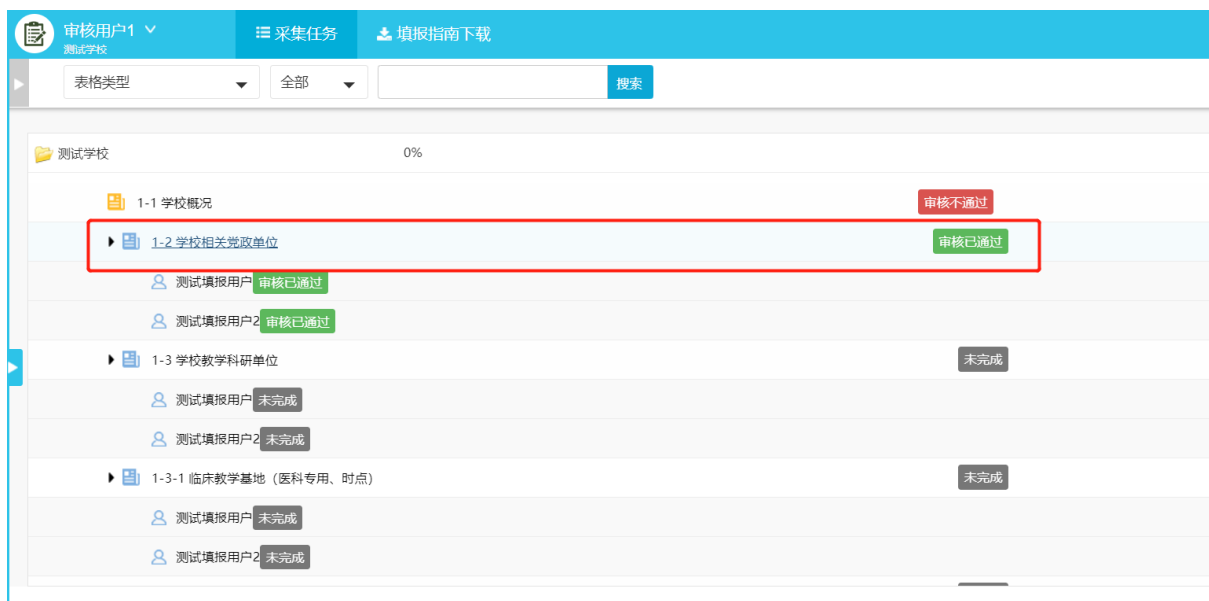 审核用户1
测试学校
采集任务
填报指南下载
表格类型
全部
搜索
测试学校 0%
1-1 学校概况 审核不通过
1-2 学校相关党政单位 审核已通过
测试填报用户 审核已通过
测试填报用户2 审核已通过
1-3 学校教学科研单位 未完成
测试填报用户 未完成
测试填报用户2 未完成
1-3-1 临床教学基地（医科专用、时点） 未完成
测试填报用户 未完成
测试填报用户2 未完成